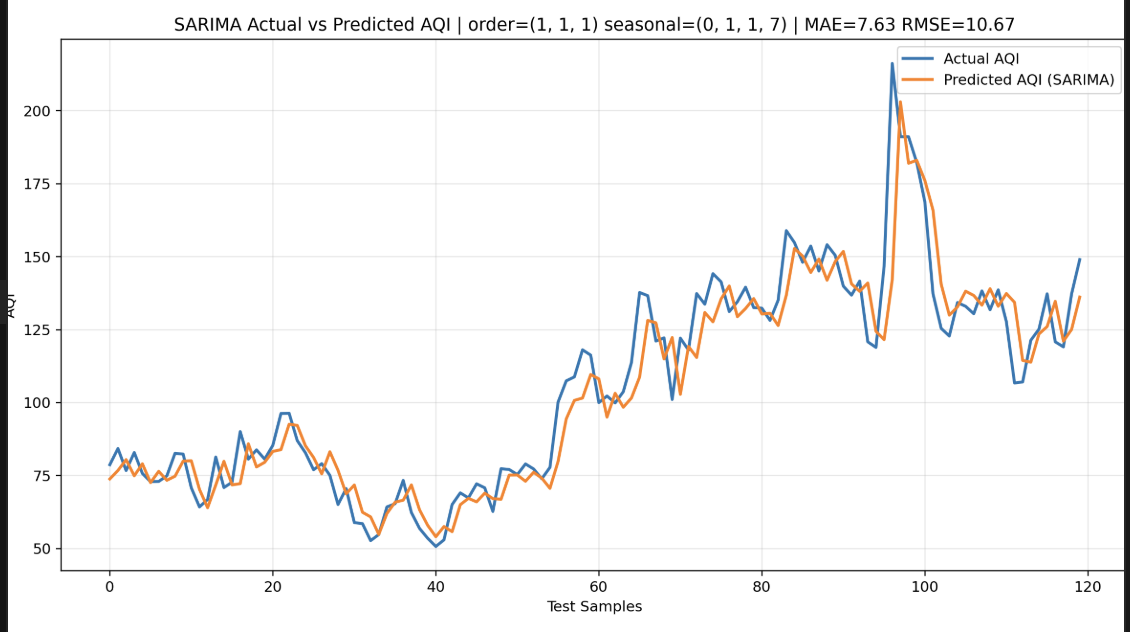 SARIMA Actual vs Predicted AQI | order=(1, 1, 1) seasonal=(0, 1, 1, 7) | MAE=7.63 RMSE=10.67
Actual AQI
Predicted AQI (SARIMA)
200
175
150
125
100
75
50
AQI
0
20
40
60
80
100
120
Test Samples